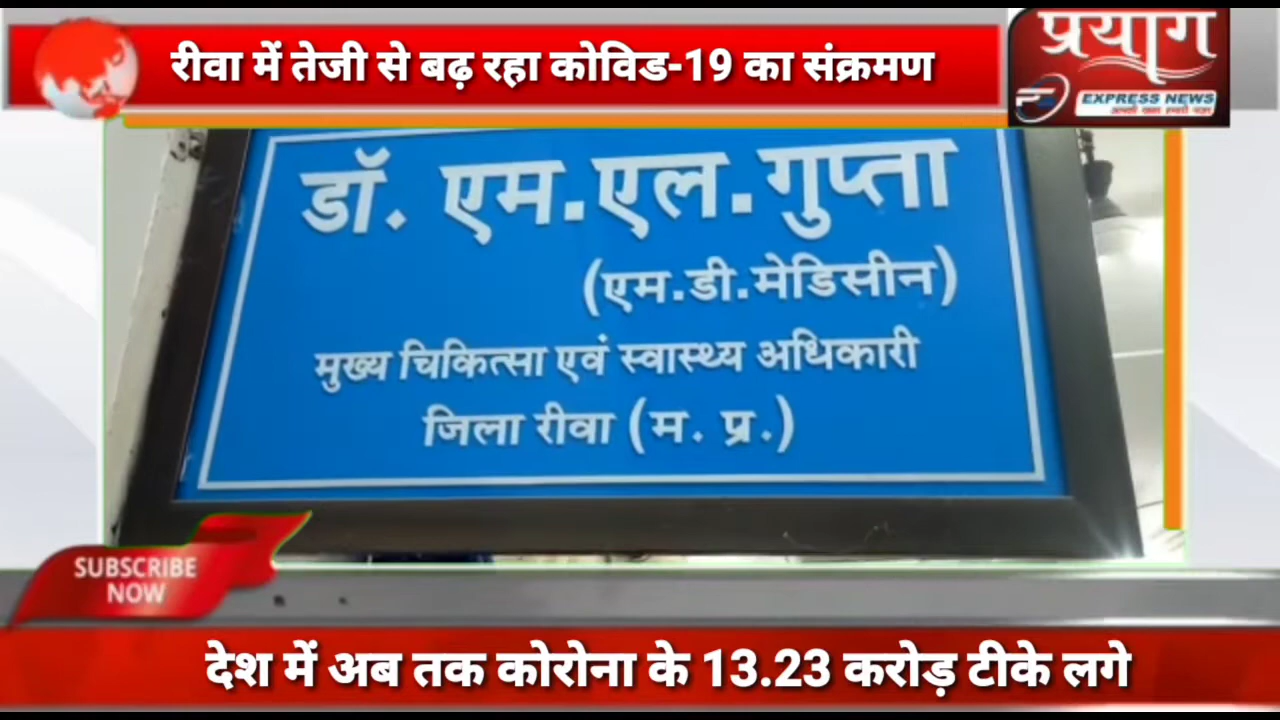 रीवा में तेजी से बढ़ रहा कोविड-19 का संक्रमण
प्रयाग
EXPRESS NEWS
डॉ. एम.एल.गुप्ता
(एम.डी.मेडिसीन)
मुख्य चिकित्सा एवं स्वास्थ्य अधिकारी
जिला रीवा (म. प्र.)
SUBSCRIBE
NOW
देश में अब तक कोरोना के 13.23 करोड़ टीके लगे